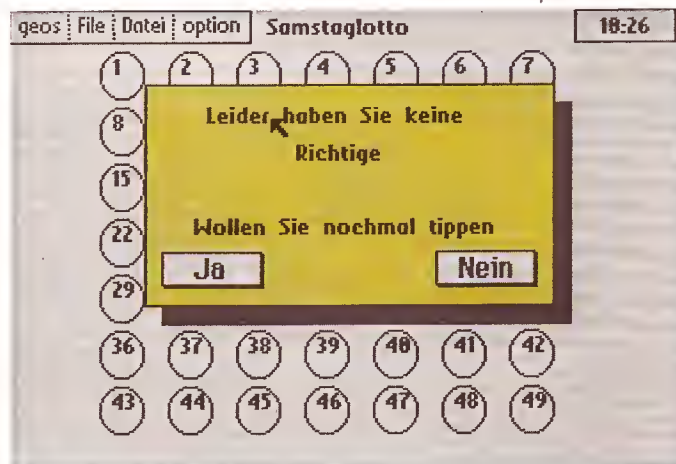 geos File Datei option Samstaglotto 18:26
1 2 3 4 5 6 7
8
Leider haben Sie keine
Richtige
15
22
Wollen Sie nochmal tippen
Ja Nein
29
36 37 38 39 40 41 42
43 44 45 46 47 48 49